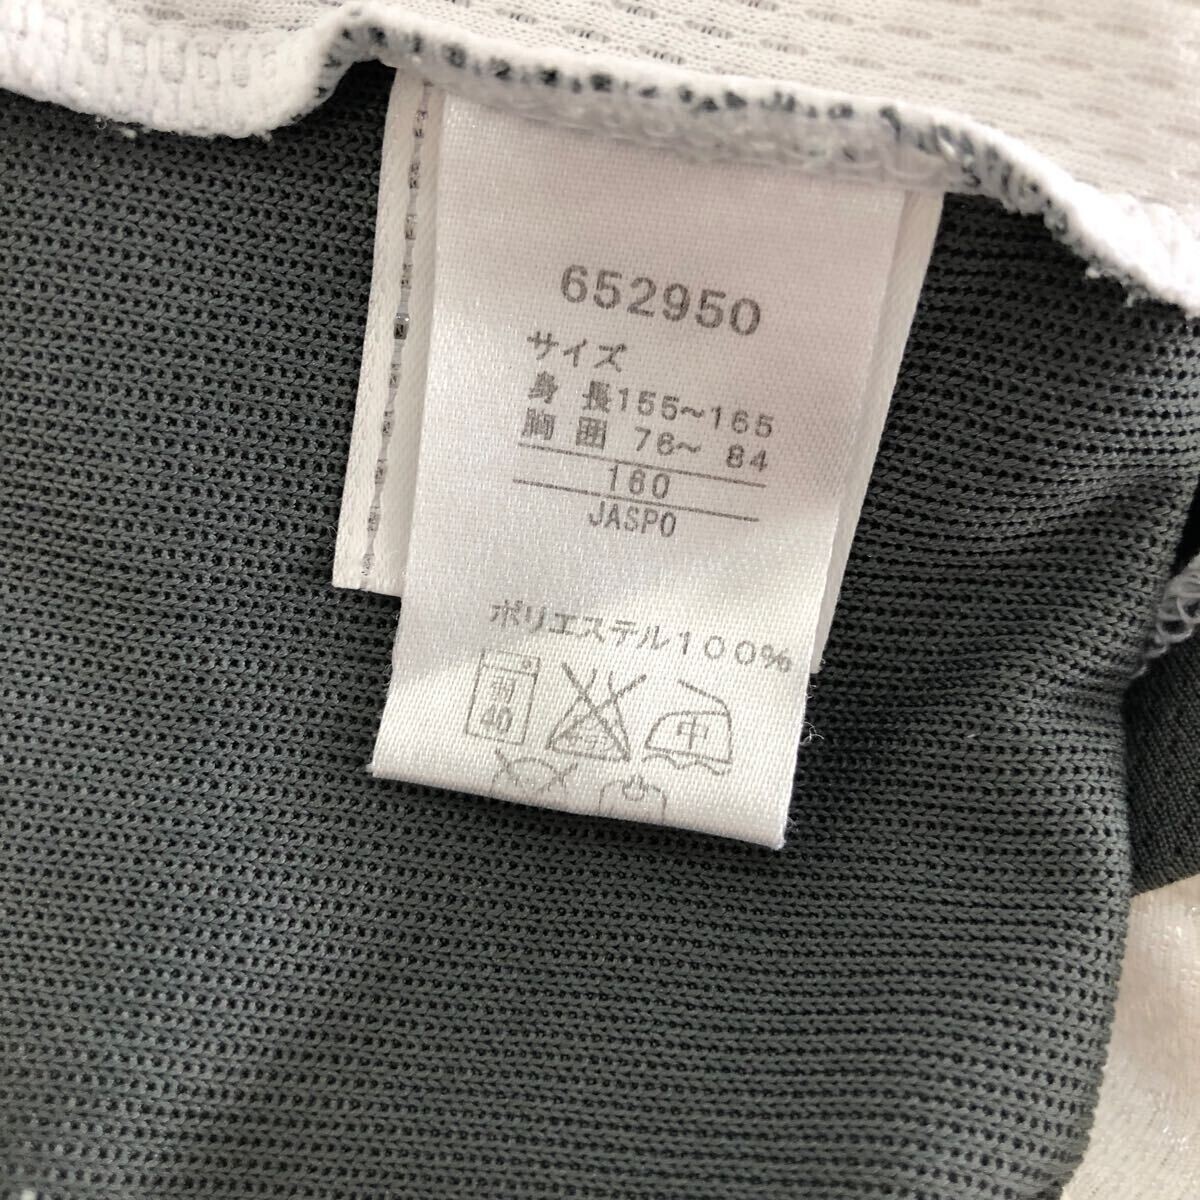 652950
サイズ
身長155～165
胸囲 76～ 84
160
JASPO
ポリエステル100%
弱
40
中